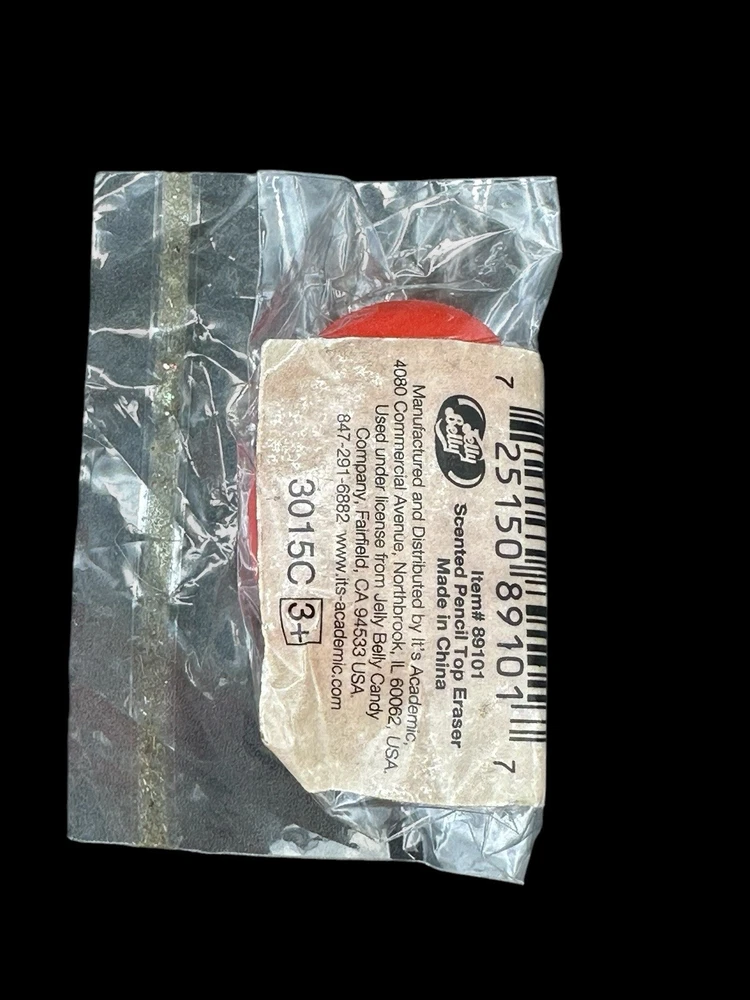 7 25150 89101 7
Jelly
Belly
Item# 89101
Scented Pencil Top Eraser
Made in China
Manufactured and Distributed by It's Academic,
4080 Commercial Avenue, Northbrook, IL 60062, USA.
Used under license from Jelly Belly Candy
Company, Fairfield, CA 94533 USA.
847-291-6882 www.its-academic.com
3015C 3+